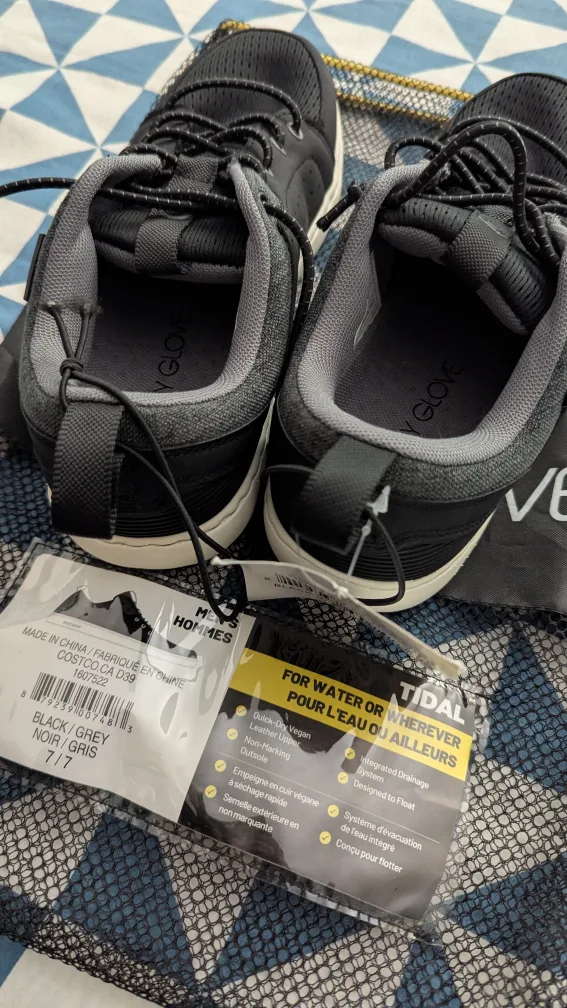 Y GLOVE
Y GLOVE
MEN'S
HOMMES
MADE IN CHINA / FABRIQUÉ EN CHINE
COSTCO.CA D39
1607522
BLACK / GREY
NOIR / GRIS
7 / 7
TIDAL
FOR WATER OR WHEREVER
POUR L'EAU OU AILLEURS
Quick-Dry Vegan
Leather Upper
Non-Marking
Outsole
Integrated Drainage
System
Designed to Float
Empeigne en cuir végane
à séchage rapide
Semelle extérieure en
non marquante
Système d'évacuation
de l'eau intégré
Conçu pour flotter